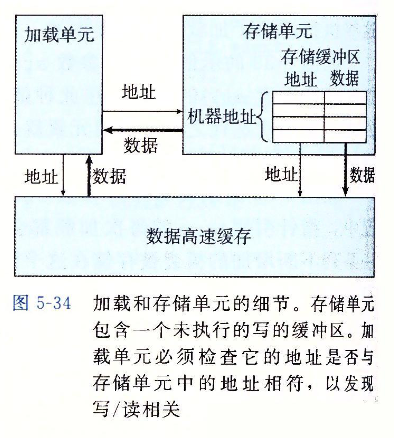 加载单元
存储单元
存储缓冲区
地址 数据
机器地址
地址
数据
地址
数据
地址
数据
数据高速缓存
图 5-34 加载和存储单元的细节。存储单元
包含一个未执行的写的缓冲区。加
载单元必须检查它的地址是否与
存储单元中的地址相符，以发现
写/读相关